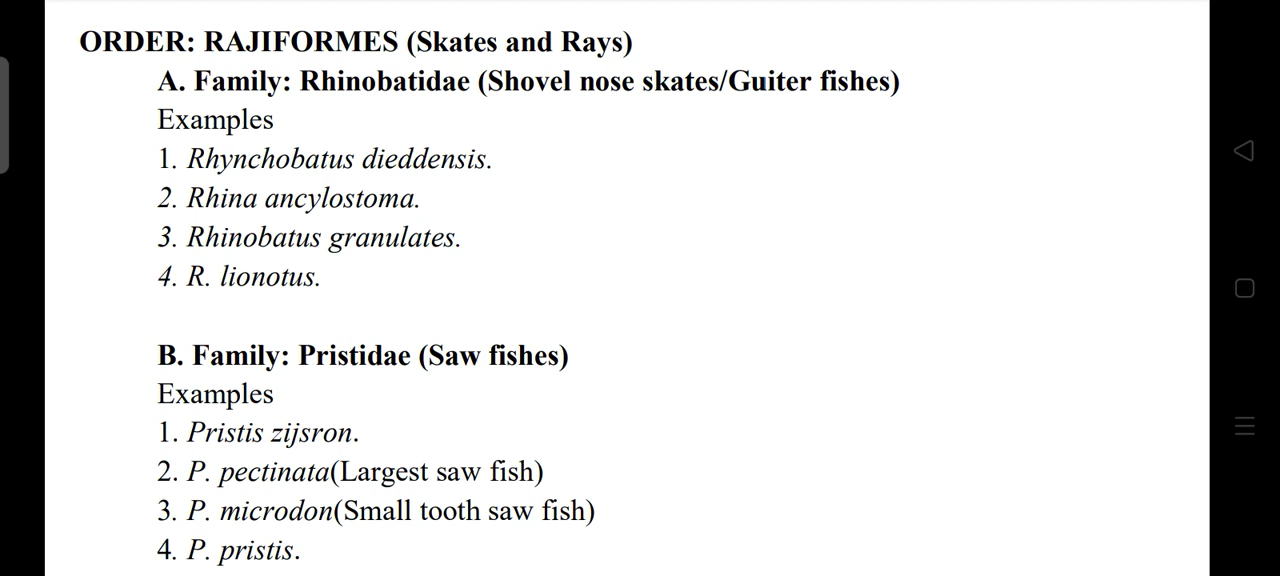 ORDER: RAJIFORMES (Skates and Rays)
A. Family: Rhinobatidae (Shovel nose skates/Guiter fishes)
Examples
1. Rhynchobatus dieddensis.
2. Rhina ancylostoma.
3. Rhinobatus granulates.
4. R. lionotus.
B. Family: Pristidae (Saw fishes)
Examples
1. Pristis zijsron.
2. P. pectinata(Largest saw fish)
3. P. microdon(Small tooth saw fish)
4. P. pristis.